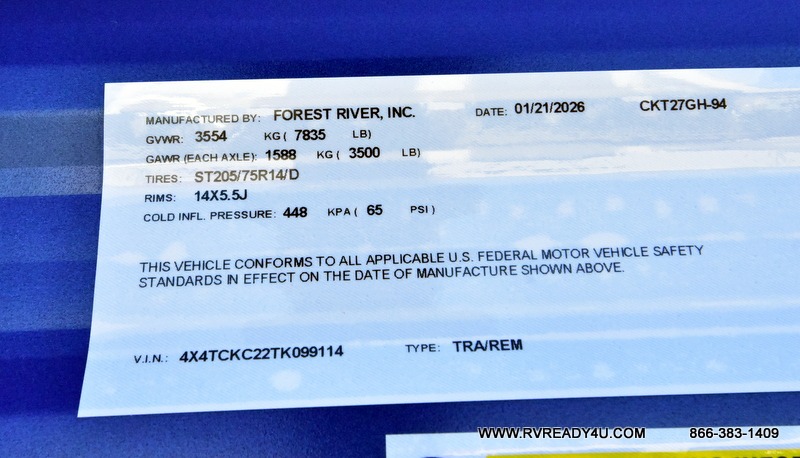 MANUFACTURED BY: FOREST RIVER, INC. DATE: 01/21/2026 CKT27GH-94
GVWR: 3554 KG ( 7835 LB)
GAWR (EACH AXLE): 1588 KG ( 3500 LB)
TIRES: ST205/75R14/D
RIMS: 14X5.5J
COLD INFL. PRESSURE: 448 KPA ( 65 PSI )
THIS VEHICLE CONFORMS TO ALL APPLICABLE U.S. FEDERAL MOTOR VEHICLE SAFETY
STANDARDS IN EFFECT ON THE DATE OF MANUFACTURE SHOWN ABOVE.
V.I.N.: 4X4TCKC22TK099114 TYPE: TRA/REM
WWW.RVREADY4U.COM 866-383-1409